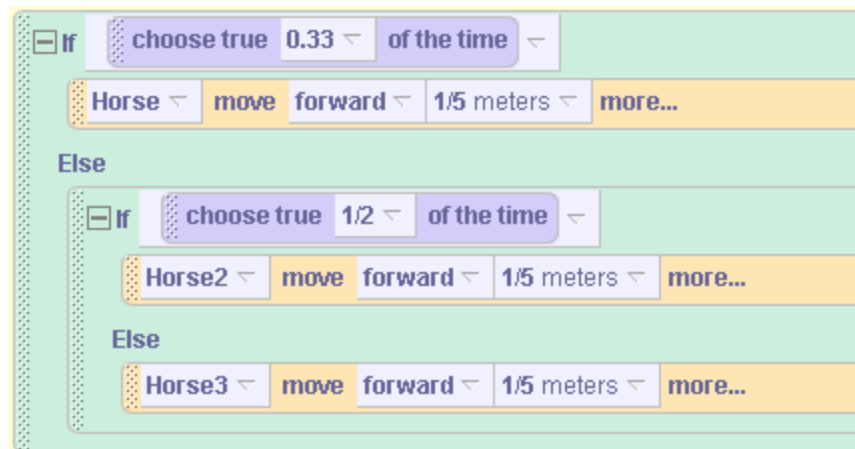 If choose true 0.33 of the time
Horse move forward 1/5 meters more...
Else
If choose true 1/2 of the time
Horse2 move forward 1/5 meters more...
Else
Horse3 move forward 1/5 meters more...